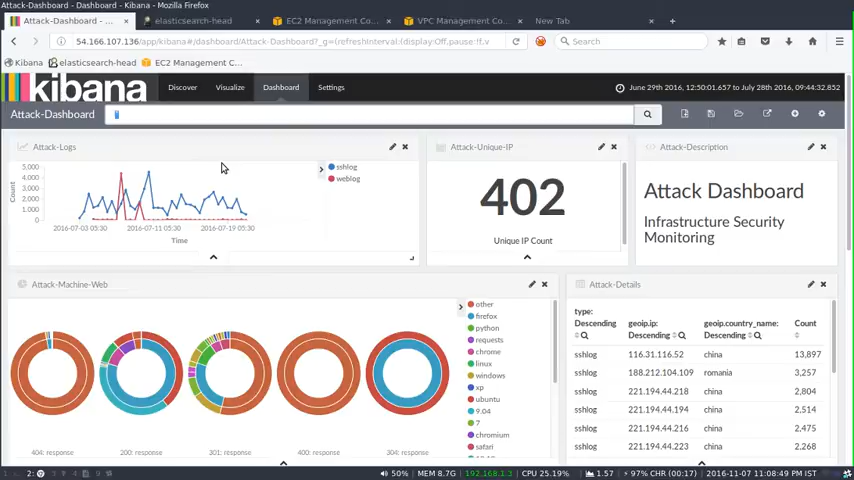 Attack-Dashboard - Kibana - Mozilla Firefox
Attack-Dashboard - ...
elasticsearch-head
EC2 Management Co...
VPC Management Co...
New Tab
54.166.107.136/app/kibana#/dashboard/Attack-Dashboard?_g=(refreshInterval:(display:Off,pause:!f,v
Search
Kibana
elasticsearch-head
EC2 Management C...
kibana
Discover
Visualize
Dashboard
Settings
June 29th 2016, 12:50:01.657 to July 28th 2016, 09:44:32.852
Attack-Dashboard
Attack-Logs
5,000
4,000
3,000
2,000
1,000
0
Count
2016-07-03 05:30
2016-07-11 05:30
2016-07-19 05:30
Time
sshlog
weblog
Attack-Unique-IP
402
Unique IP Count
Attack-Description
Attack Dashboard
Infrastructure Security
Monitoring
Attack-Machine-Web
404: response
200: response
301: response
400: response
304: response
other
firefox
python
requests
chrome
linux
windows
xp
ubuntu
9.04
7
chromium
safari
Attack-Details
type:
Descending
geoip.ip:
Descending
geoip.country_name:
Descending
Count
sshlog 116.31.116.52 china 13,897
sshlog 188.212.104.109 romania 3,257
sshlog 221.194.44.218 china 2,804
sshlog 221.194.44.194 china 2,514
sshlog 221.194.44.216 china 2,475
sshlog 221.194.44.223 china 2,268
50% MEM 8.7G 192.168.1.3 CPU 25.19% 1.57 97% CHR (00:17) 2016-11-07 11:08:49 PM IST